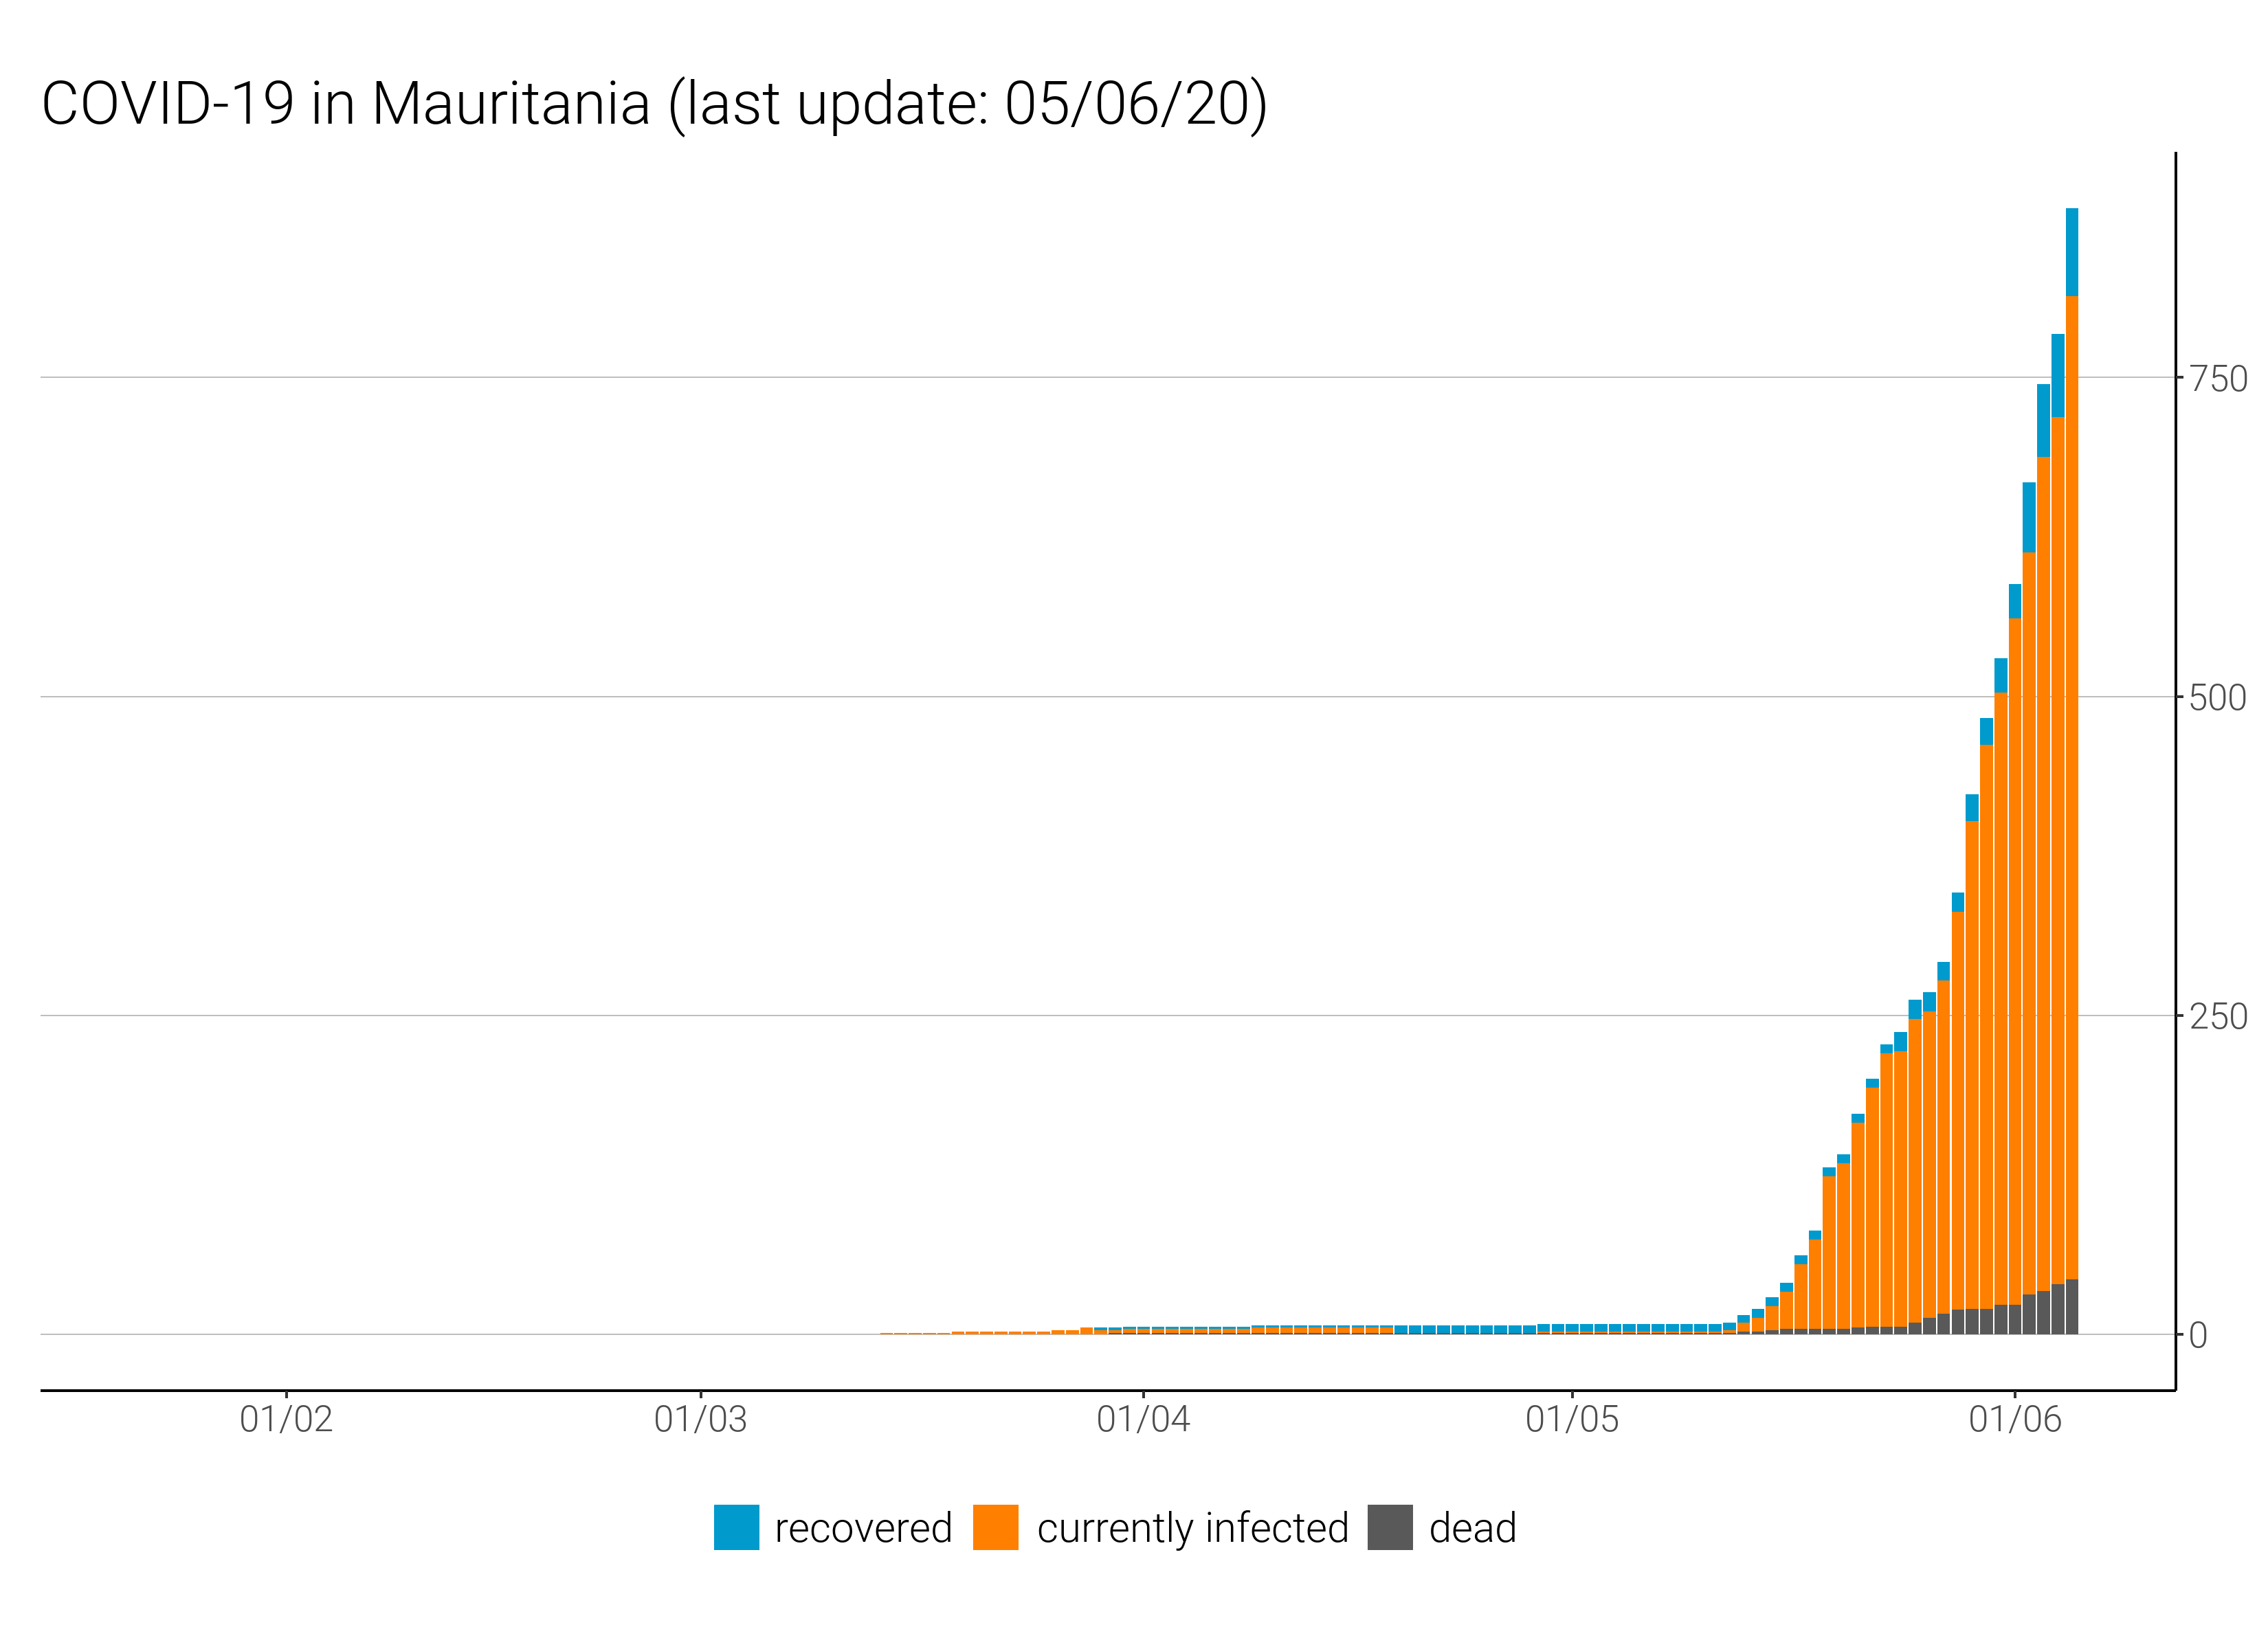 COVID-19 in Mauritania (last update: 05/06/20)
750
500
250
0
01/02 01/03 01/04 01/05 01/06
recovered currently infected dead